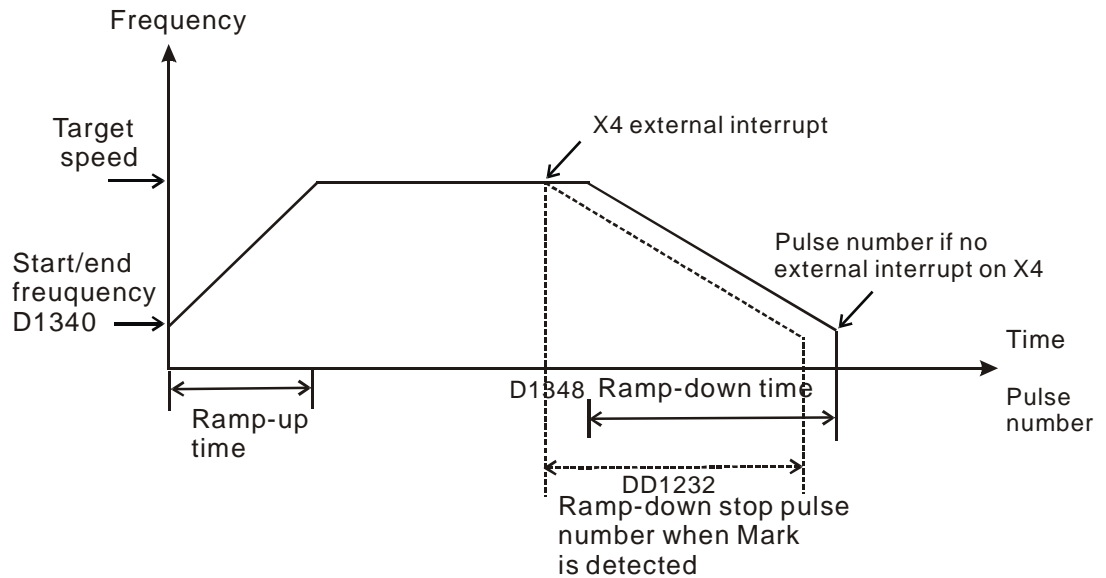 Frequency
Target
speed
X4 external interrupt
Start/end
freuquency
D1340
Pulse number if no
external interrupt on X4
Time
Pulse
number
D1348
Ramp-down time
Ramp-up
time
DD1232
Ramp-down stop pulse
number when Mark
is detected